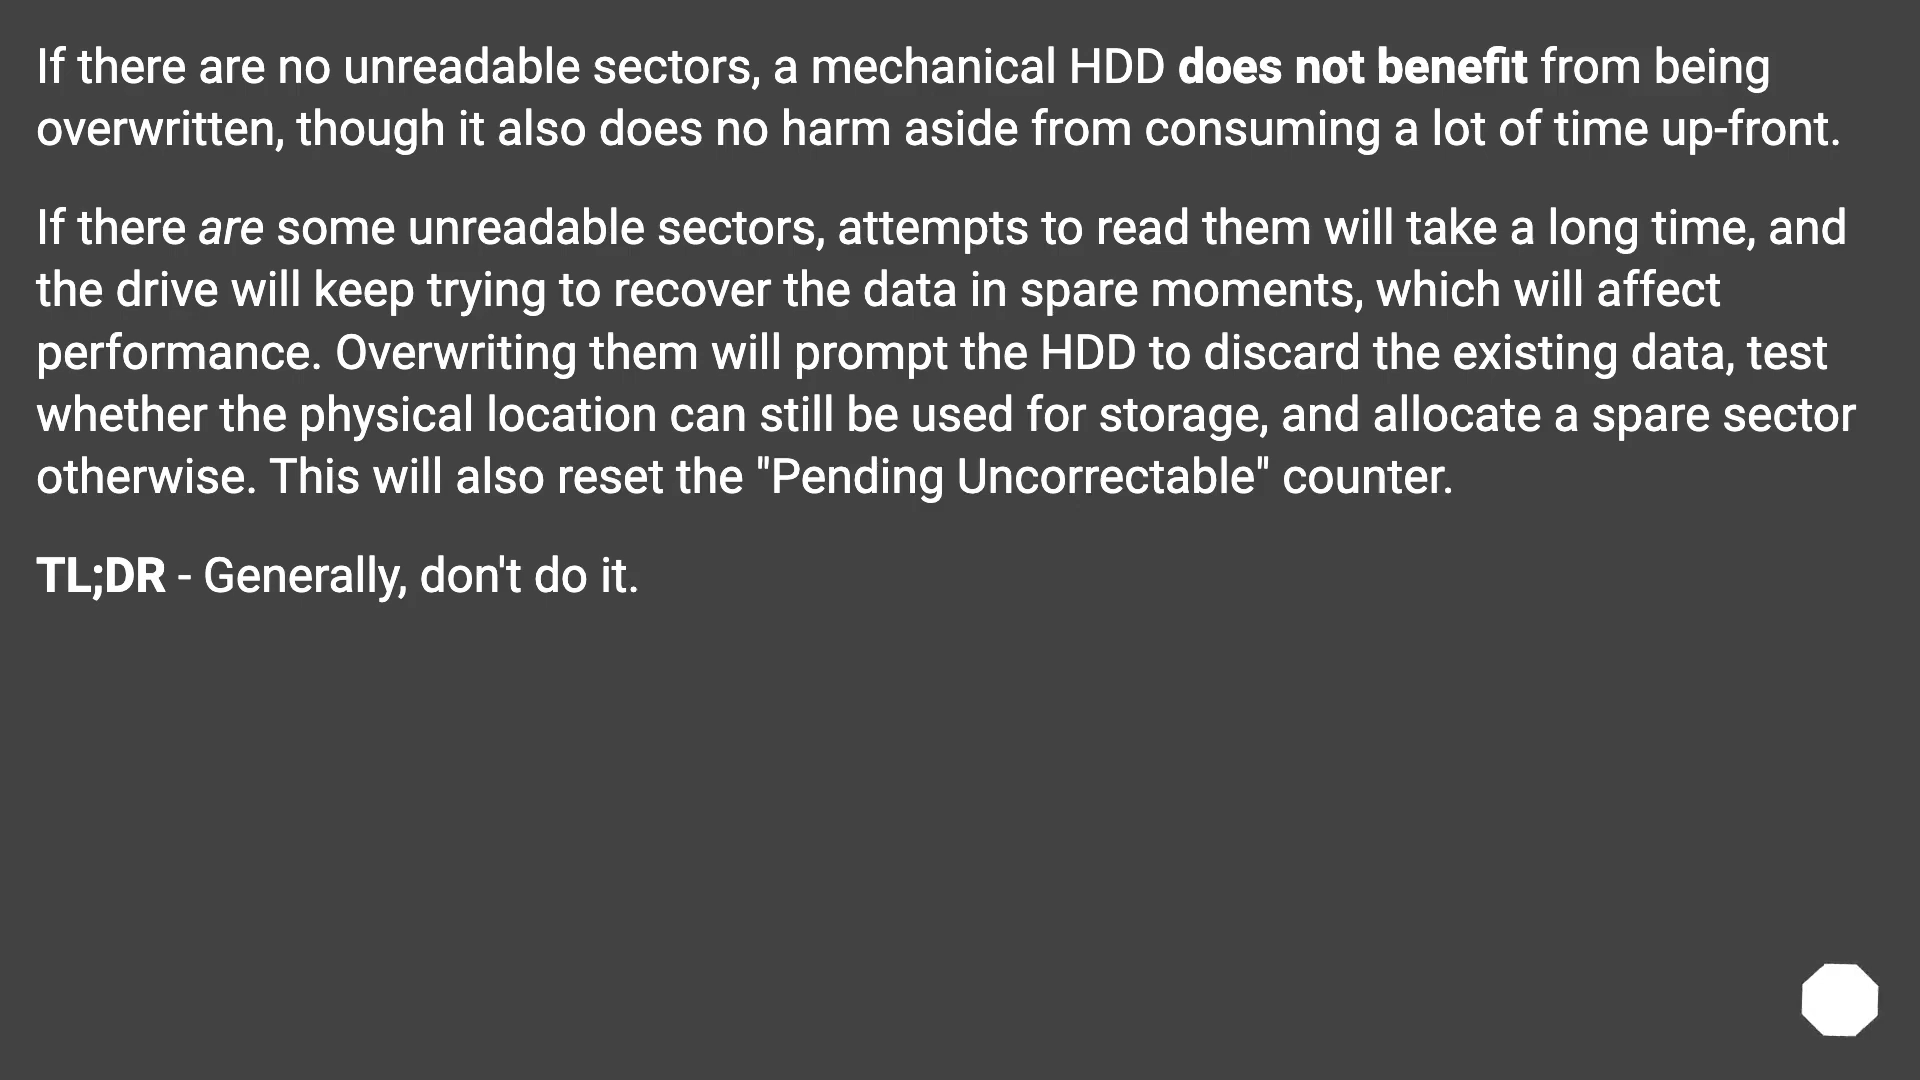 If there are no unreadable sectors, a mechanical HDD does not benefit from being
overwritten, though it also does no harm aside from consuming a lot of time up-front.
If there are some unreadable sectors, attempts to read them will take a long time, and
the drive will keep trying to recover the data in spare moments, which will affect
performance. Overwriting them will prompt the HDD to discard the existing data, test
whether the physical location can still be used for storage, and allocate a spare sector
otherwise. This will also reset the "Pending Uncorrectable" counter.
TL;DR - Generally, don't do it.